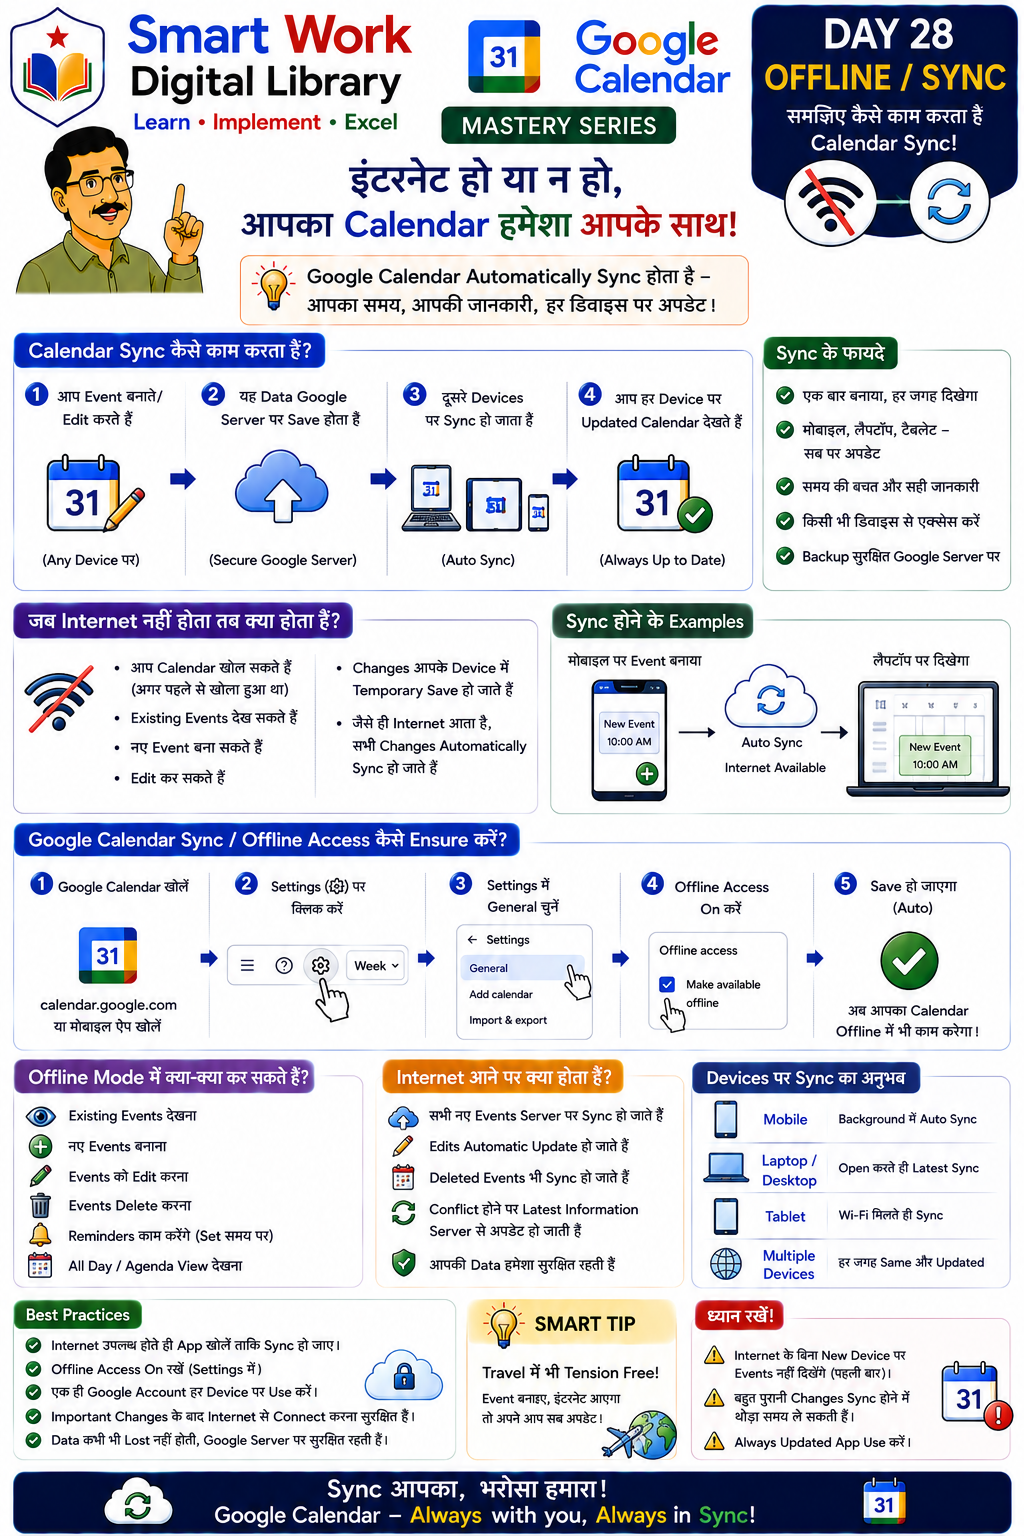 Smart Work
Digital Library
Learn • Implement • Excel
31
Google
Calendar
MASTERY SERIES
DAY 28
OFFLINE / SYNC
समझिए कैसे काम करता हैं
Calendar Sync!
इंटरनेट हो या न हो,
आपका Calendar हमेशा आपके साथ!
Google Calendar Automatically Sync होता है –
आपका समय, आपकी जानकारी, हर डिवाइस पर अपडेट !
Calendar Sync कैसे काम करता हैं?
1 आप Event बनाते/
Edit करते हैं
31
(Any Device पर)
2 यह Data Google
Server पर Save होता हैं
(Secure Google Server)
3 दूसरे Devices
पर Sync हो जाता हैं
31
31
31
(Auto Sync)
4 आप हर Device पर
Updated Calendar देखते हैं
31
(Always Up to Date)
Sync के फायदे
एक बार बनाया, हर जगह दिखेगा
मोबाइल, लैपटॉप, टैबलेट –
सब पर अपडेट
समय की बचत और सही जानकारी
किसी भी डिवाइस से एक्सेस करें
Backup सुरक्षित Google Server पर
जब Internet नहीं होता तब क्या होता हैं?
• आप Calendar खोल सकते हैं
(अगर पहले से खोला हुआ था)
• Existing Events देख सकते हैं
• नए Event बना सकते हैं
• Edit कर सकते हैं
• Changes आपके Device में
Temporary Save हो जाते हैं
• जैसे ही Internet आता है,
सभी Changes Automatically
Sync हो जाते हैं
Sync होने के Examples
मोबाइल पर Event बनाया
New Event
10:00 AM
Auto Sync
Internet Available
लैपटॉप पर दिखेगा
New Event
10:00 AM
Google Calendar Sync / Offline Access कैसे Ensure करें?
1 Google Calendar खोलें
31
calendar.google.com
या मोबाइल ऐप खोलें
2 Settings (⚙) पर
क्लिक करें
Week
3 Settings में
General चुनें
← Settings
General
Add calendar
Import & export
4 Offline Access
On करें
Offline access
Make available
offline
5 Save हो जाएगा
(Auto)
अब आपका Calendar
Offline में भी काम करेगा !
Offline Mode में क्या-क्या कर सकते हैं?
Existing Events देखना
नए Events बनाना
Events को Edit करना
Events Delete करना
Reminders काम करेंगे (Set समय पर)
All Day / Agenda View देखना
Internet आने पर क्या होता हैं?
सभी नए Events Server पर Sync हो जाते हैं
Edits Automatic Update हो जाते हैं
Deleted Events भी Sync हो जाते हैं
Conflict होने पर Latest Information
Server से अपडेट हो जाती हैं
आपकी Data हमेशा सुरक्षित रहती हैं
Devices पर Sync का अनुभव
Mobile Background में Auto Sync
Laptop /
Desktop Open करते ही Latest Sync
Tablet Wi-Fi मिलते ही Sync
Multiple
Devices हर जगह Same और Updated
Best Practices
Internet उपलब्ध होते ही App खोलें ताकि Sync हो जाए।
Offline Access On रखें (Settings में )
एक ही Google Account हर Device पर Use करें।
Important Changes के बाद Internet से Connect करना सुरक्षित हैं।
Data कभी भी Lost नहीं होती, Google Server पर सुरक्षित रहती हैं।
SMART TIP
Travel में भी Tension Free!
Event बनाइए, इंटरनेट आएगा
तो अपने आप सब अपडेट !
ध्यान रखें!
Internet के बिना New Device पर
Events नहीं दिखेंगे (पहली बार)।
बहुत पुरानी Changes Sync होने में
थोड़ा समय ले सकती हैं।
Always Updated App Use करें।
31
Sync आपका, भरोसा हमारा!
Google Calendar – Always with you, Always in Sync!
31